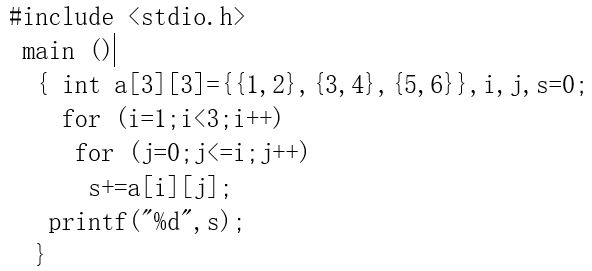 #include <stdio.h>
main ()
{ int a[3][3]={{1,2},{3,4},{5,6}},i,j,s=0;
for (i=1;i<3;i++)
for (j=0;j<=i;j++)
s+=a[i][j];
printf("%d",s);
}